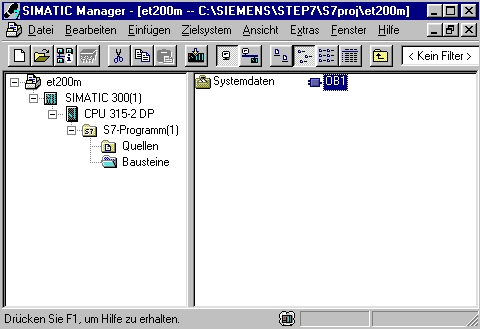 SIMATIC Manager - [et200m -- C:\SIEMENS\STEP7\S7proj\et200m]
Datei Bearbeiten Einfügen Zielsystem Ansicht Extras Fenster Hilfe
< Kein Filter >
et200m
SIMATIC 300(1)
CPU 315-2 DP
S7-Programm(1)
Quellen
Bausteine
Systemdaten OB1
Drücken Sie F1, um Hilfe zu erhalten.